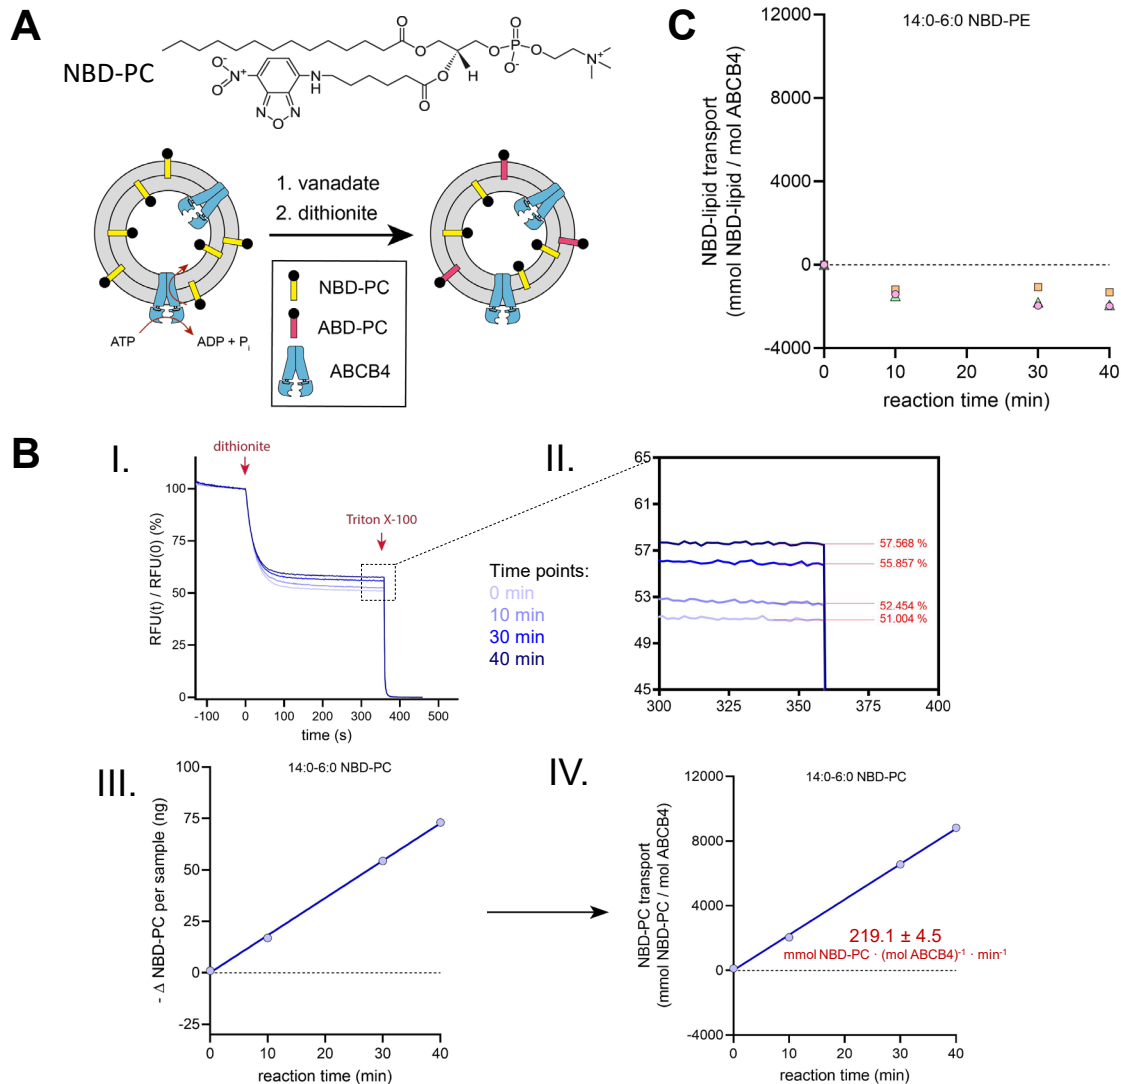 A
NBD-PC
O
O
O
P
O
O⁻
N⁺
O
H
O
O⁻
N⁺
O
N
H
N
O
N
1. vanadate
2. dithionite
ATP
ADP + Pi
NBD-PC
ABD-PC
ABCB4
C
14:0-6:0 NBD-PE
NBD-lipid transport
(mmol NBD-lipid / mol ABCB4)
12000
8000
4000
0
-4000
0
10
20
30
40
reaction time (min)
B
I.
dithionite
Triton X-100
RFU(t) / RFU(0) (%)
100
75
50
25
0
-100
0
100
200
300
400
500
time (s)
Time points:
0 min
10 min
30 min
40 min
II.
65
61
57
53
49
45
57.568 %
55.857 %
52.454 %
51.004 %
300
325
350
375
400
III.
14:0-6:0 NBD-PC
- Δ NBD-PC per sample (ng)
100
75
50
25
0
-25
0
10
20
30
40
reaction time (min)
IV.
14:0-6:0 NBD-PC
NBD-PC transport
(mmol NBD-PC / mol ABCB4)
12000
8000
4000
0
-4000
219.1 ± 4.5
mmol NBD-PC · (mol ABCB4)⁻¹ · min⁻¹
0
10
20
30
40
reaction time (min)